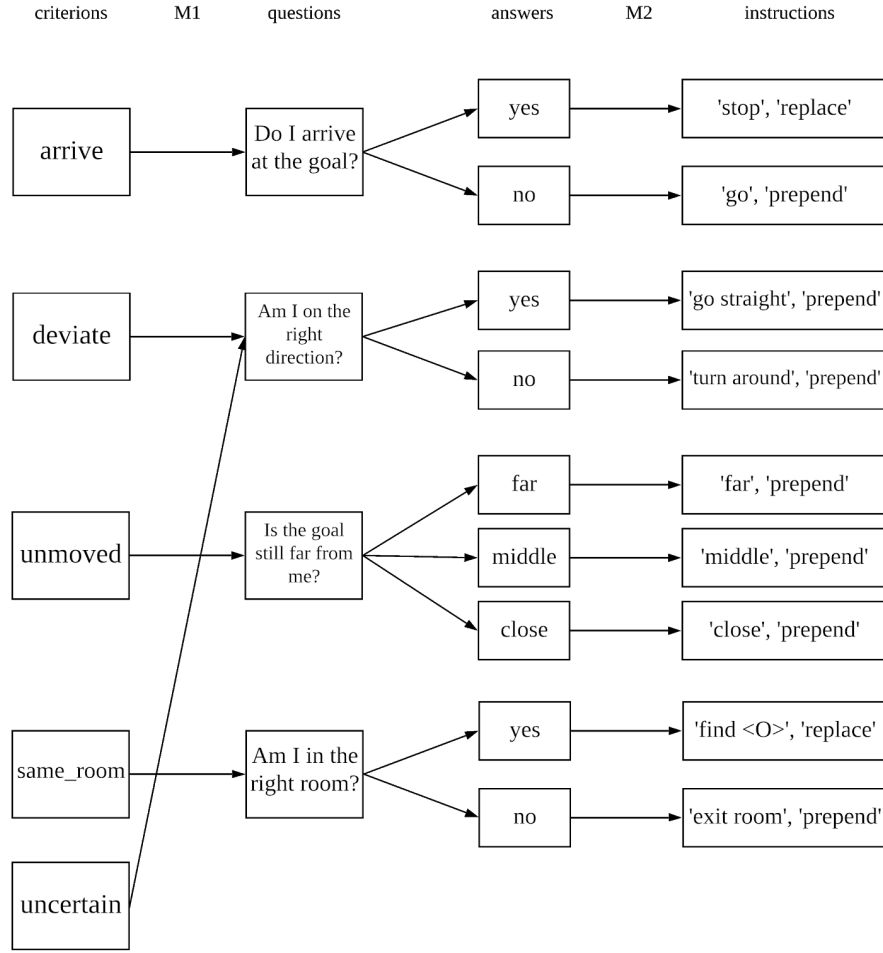 criterions M1 questions answers M2 instructions
arrive
Do I arrive
at the goal?
yes
'stop', 'replace'
no
'go', 'prepend'
deviate
Am I on the
right
direction?
yes
'go straight', 'prepend'
no
'turn around', 'prepend'
unmoved
Is the goal
still far from
me?
far
'far', 'prepend'
middle
'middle', 'prepend'
close
'close', 'prepend'
same_room
Am I in the
right room?
yes
'find <O>', 'replace'
no
'exit room', 'prepend'
uncertain